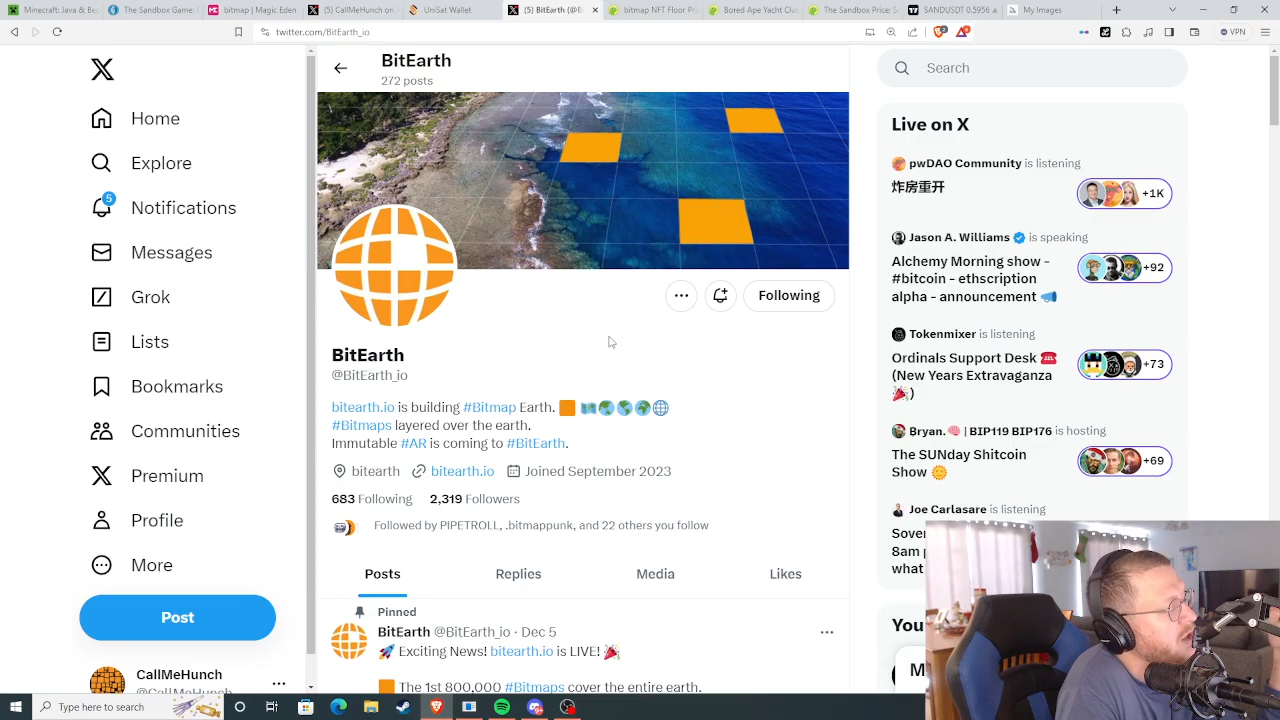 Minecraft: Java & Be
The Sandbox Game
bitmap | Magic Eden
(5) CallMeHunch on
UniSat Wallet
(5) BitEarth (@Bi
bitmap NFT Floor Pri
Bored Ape Yacht Clu
The Sandbox Price S
SANDUSDT 0.5956
My Images
twitter.com/BitEarth_io
VPN
BitEarth
272 posts
Search
Home
Explore
5
Notifications
Messages
Grok
Lists
Bookmarks
Communities
Premium
Profile
More
Post
CallMeHunch
@CallMeHunch
Following
BitEarth
@BitEarth_io
bitearth.io is building #Bitmap Earth.
#Bitmaps layered over the earth.
Immutable #AR is coming to #BitEarth.
bitearth bitearth.io Joined September 2023
683 Following 2,319 Followers
Followed by PIPETROLL, .bitmappunk, and 22 others you follow
Posts Replies Media Likes
Pinned
BitEarth @BitEarth_io · Dec 5
🚀 Exciting News! bitearth.io is LIVE! 🎉
🟧 The 1st 800,000 #Bitmaps cover the entire earth.
Live on X
pwDAO Community is listening
炸房重开
+1K
Jason A. Williams is speaking
Alchemy Morning show -
#bitcoin - ethscription
alpha - announcement 📢
+92
Tokenmixer is listening
Ordinals Support Desk ☎️
(New Years Extravaganza
🎉)
+73
Bryan.🧠 | BIP119 BIP176 is hosting
The SUNday Shitcoin
Show 🌞
+69
Joe Carlasare is listening
Sover
8am
what
You
M
Type here to search